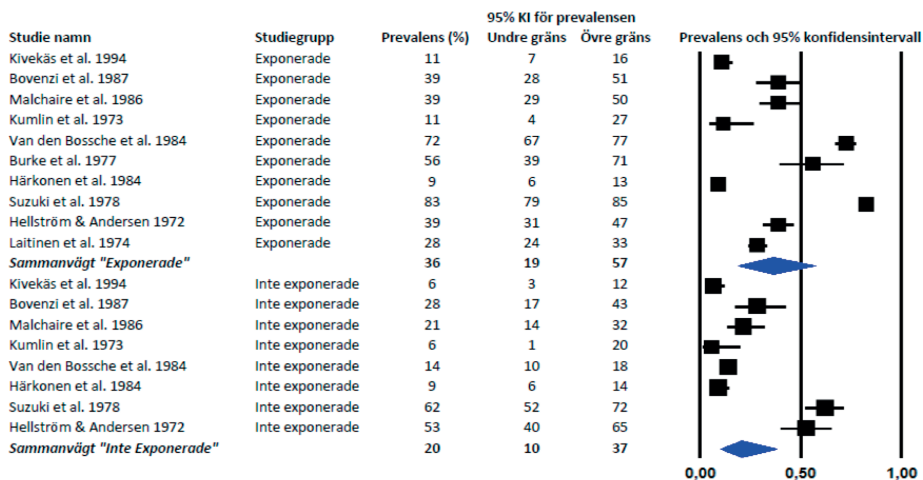 95% KI för prevalensen
Studie namn Studiegrupp Prevalens (%) Undre gräns Övre gräns Prevalens och 95% konfidensintervall
Kivekäs et al. 1994 Exponerade 11 7 16
Bovenzi et al. 1987 Exponerade 39 28 51
Malchaire et al. 1986 Exponerade 39 29 50
Kumlin et al. 1973 Exponerade 11 4 27
Van den Bossche et al. 1984 Exponerade 72 67 77
Burke et al. 1977 Exponerade 56 39 71
Härkonen et al. 1984 Exponerade 9 6 13
Suzuki et al. 1978 Exponerade 83 79 85
Hellström & Andersen 1972 Exponerade 39 31 47
Laitinen et al. 1974 Exponerade 28 24 33
Sammanvägt "Exponerade" 36 19 57
Kivekäs et al. 1994 Inte exponerade 6 3 12
Bovenzi et al. 1987 Inte exponerade 28 17 43
Malchaire et al. 1986 Inte exponerade 21 14 32
Kumlin et al. 1973 Inte exponerade 6 1 20
Van den Bossche et al. 1984 Inte exponerade 14 10 18
Härkonen et al. 1984 Inte exponerade 9 6 14
Suzuki et al. 1978 Inte exponerade 62 52 72
Hellström & Andersen 1972 Inte exponerade 53 40 65
Sammanvägt "Inte Exponerade" 20 10 37
0,00 0,50 1,00